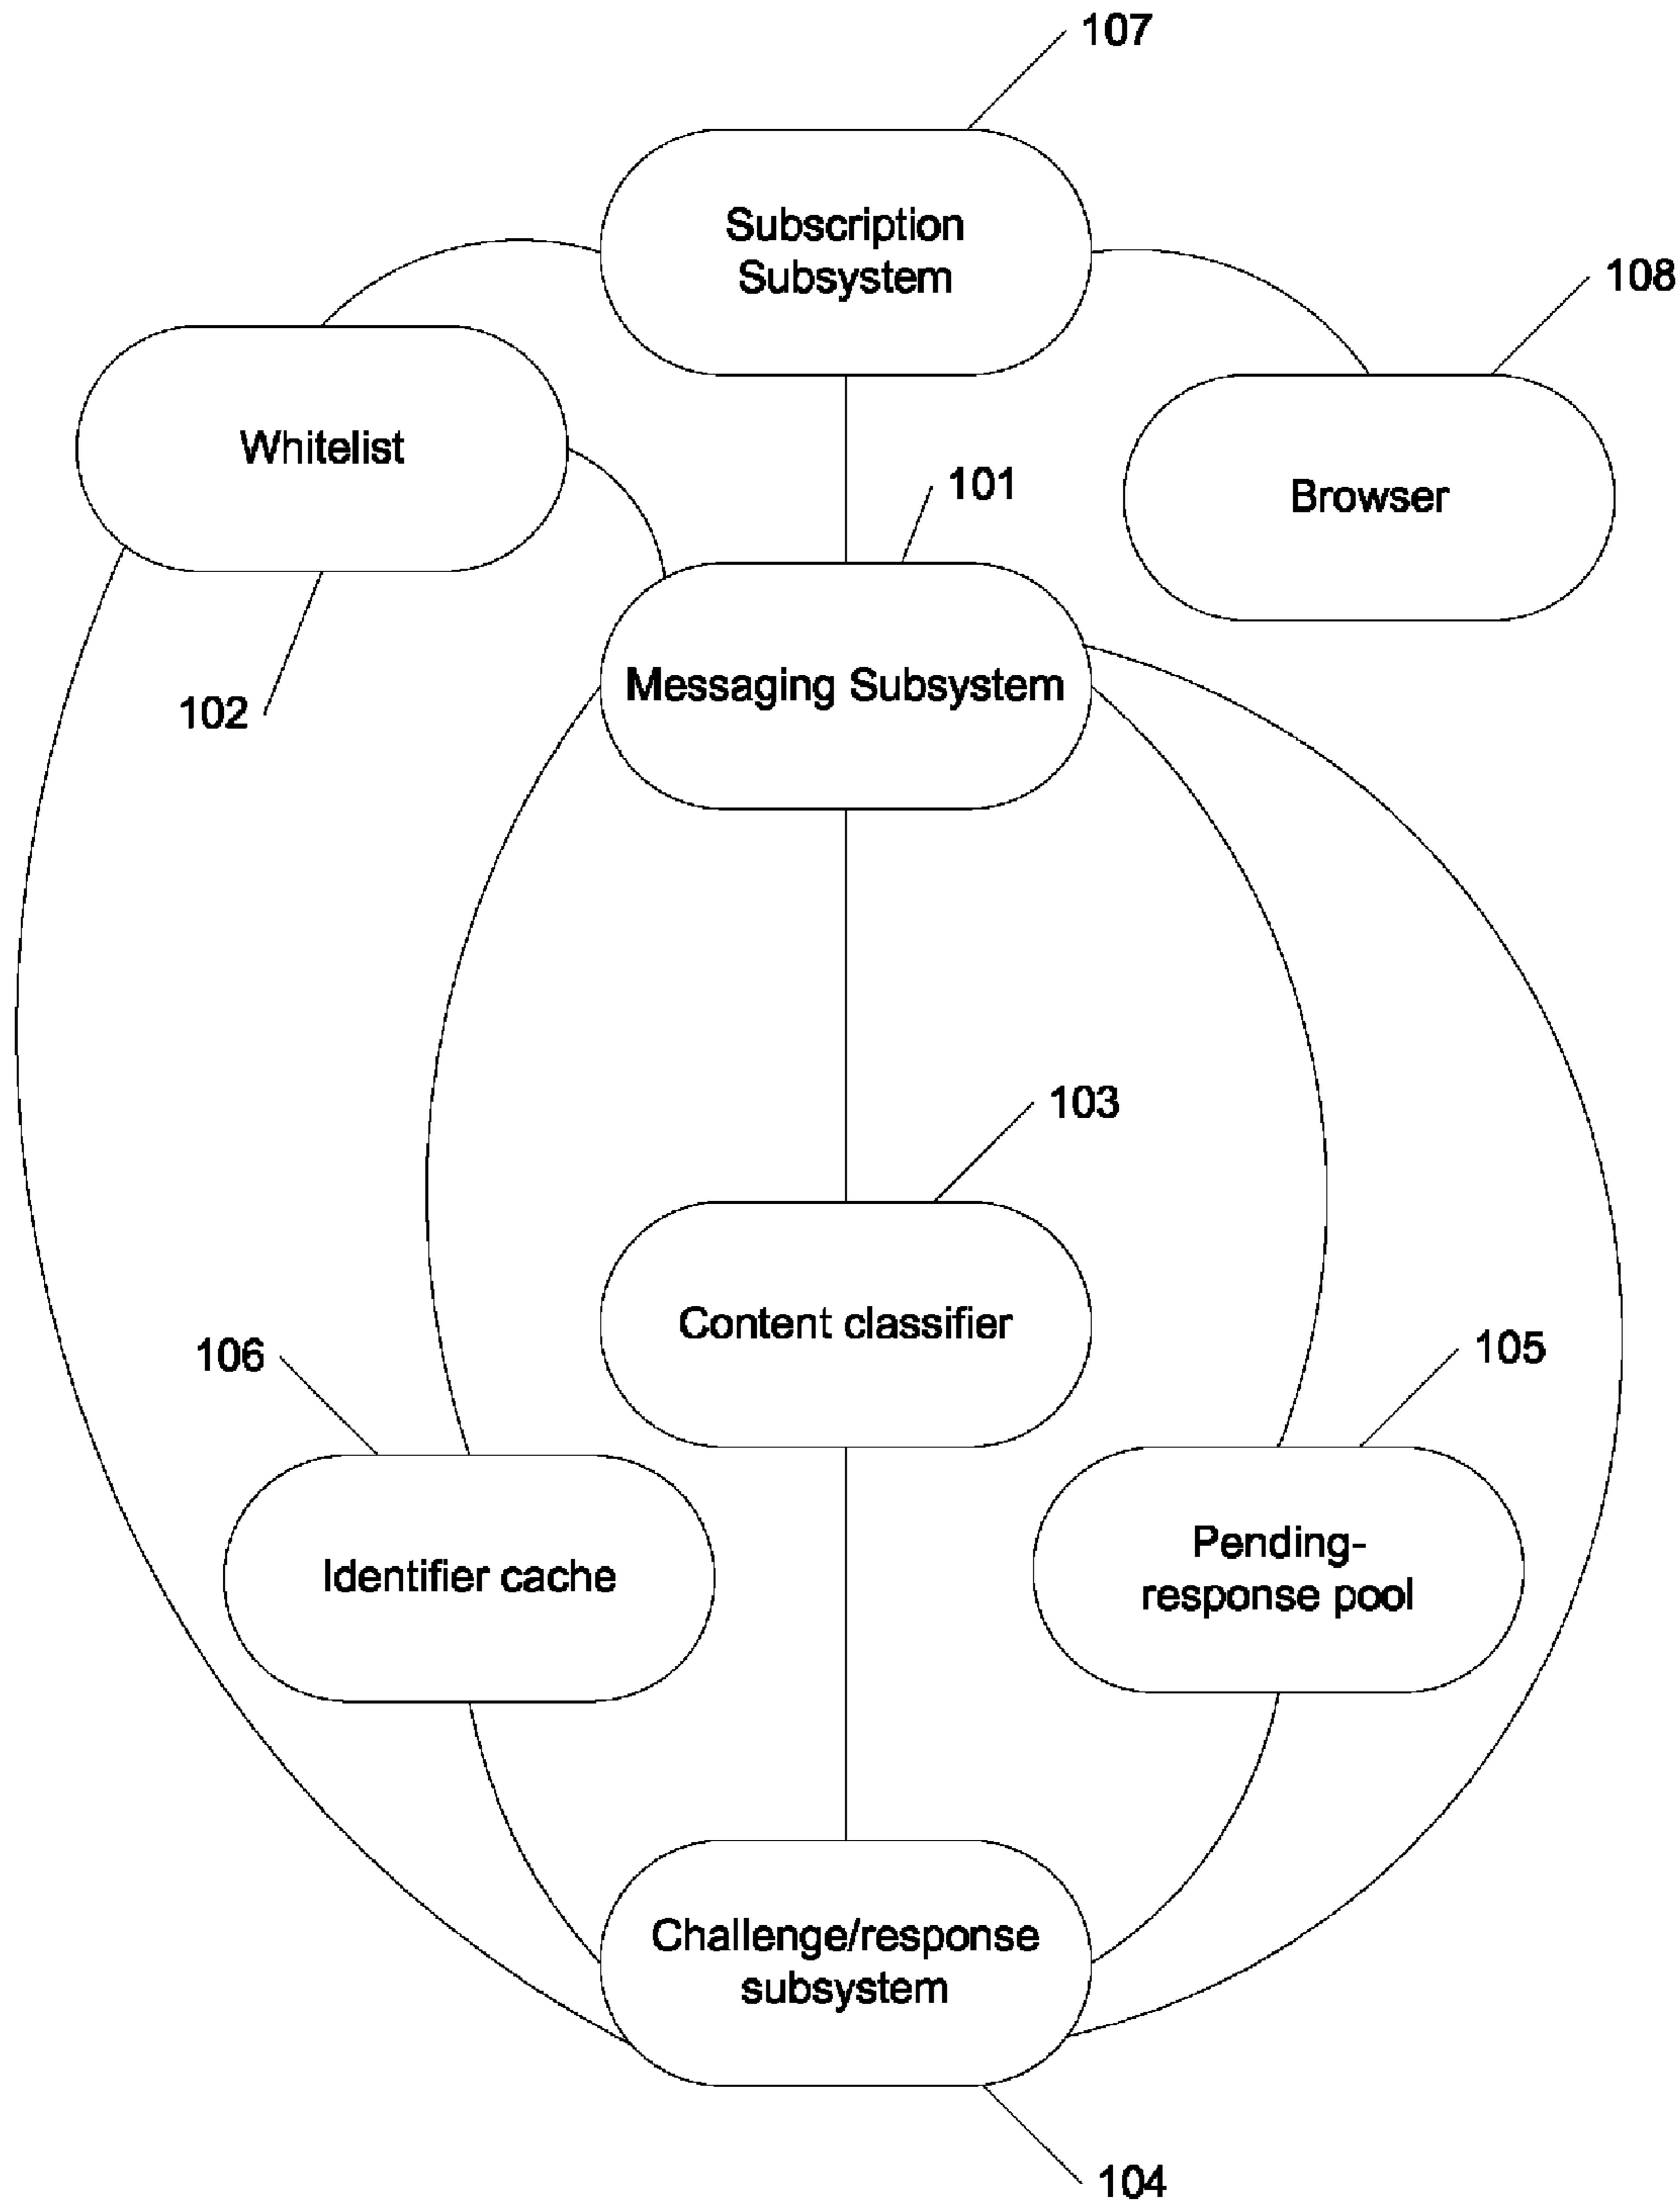 107
Subscription
Subsystem
108
Whitelist
101
Browser
Messaging Subsystem
102
103
Content classifier
106
105
Identifier cache
Pending-
response pool
Challenge/response
subsystem
104